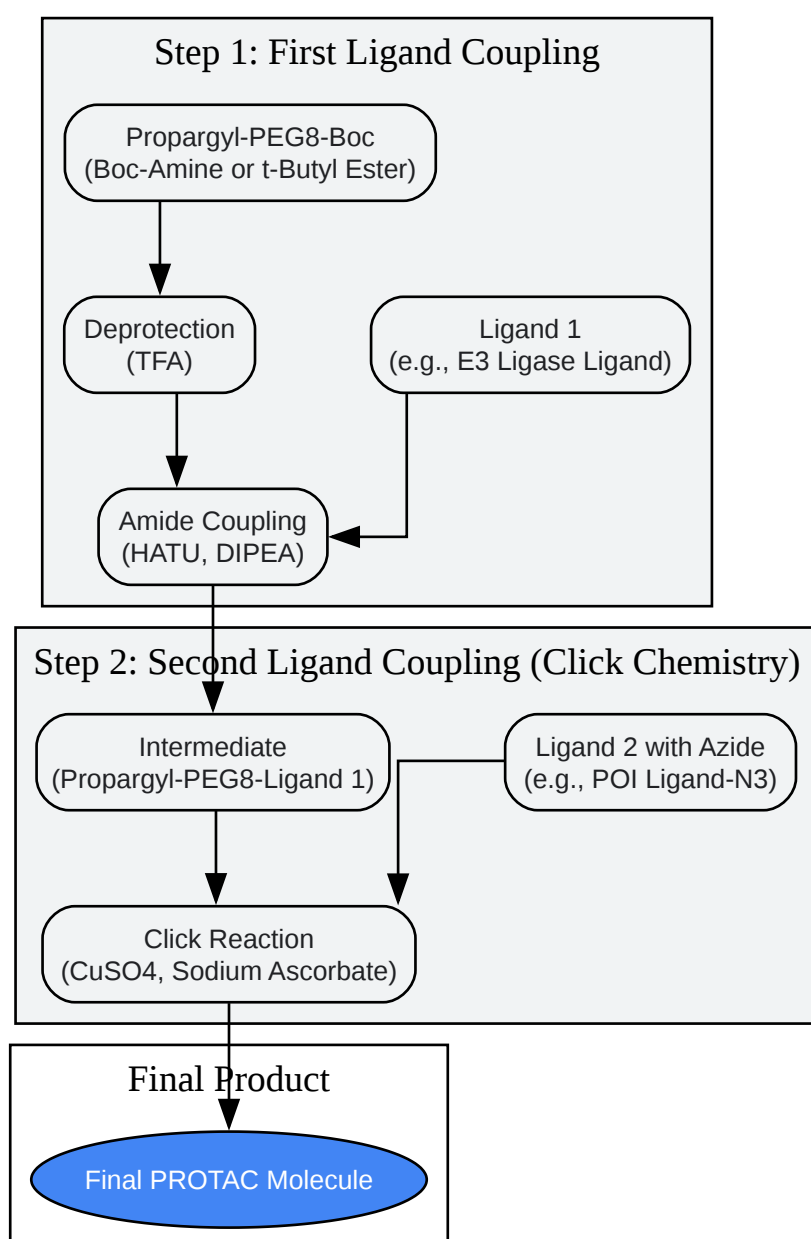 Step 1: First Ligand Coupling
Propargyl-PEG8-Boc
(Boc-Amine or t-Butyl Ester)
Deprotection
(TFA)
Ligand 1
(e.g., E3 Ligase Ligand)
Amide Coupling
(HATU, DIPEA)
Step 2: Second Ligand Coupling (Click Chemistry)
Intermediate
(Propargyl-PEG8-Ligand 1)
Ligand 2 with Azide
(e.g., POI Ligand-N3)
Click Reaction
(CuSO4, Sodium Ascorbate)
Final Product
Final PROTAC Molecule